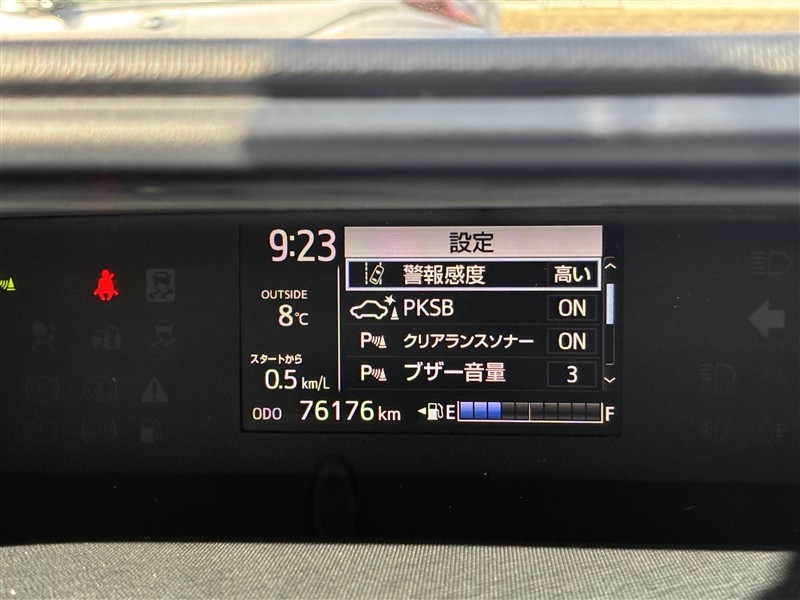 9:23
設定
警報感度 高い
OUTSIDE
8℃
PKSB ON
P クリアランスソナー ON
スタートから
0.5 km/L
P ブザー音量 3
ODO 76176 km E F